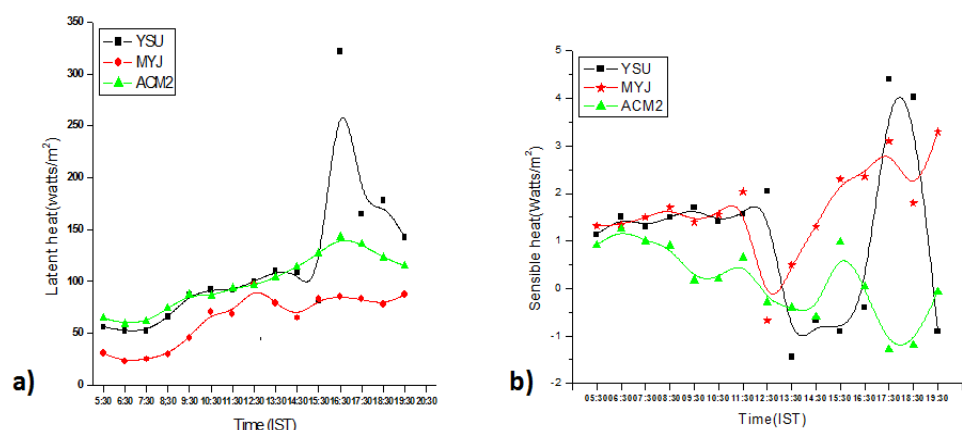 a)
350
300
250
200
150
100
50
0
Latent heat(watts/m²)
YSU
MYJ
ACM2
5:30 6:30 7:30 8:30 9:30 10:30 11:30 12:30 13:30 14:30 15:30 16:30 17:30 18:30 19:30 20:30
Time(IST)
b)
5
4
3
2
1
0
-1
-2
Sensible heat(Watts/m²)
YSU
MYJ
ACM2
05:30 06:30 07:30 08:30 09:30 10:30 11:30 12:30 13:30 14:30 15:30 16:30 17:30 18:30 19:30
Time(IST)